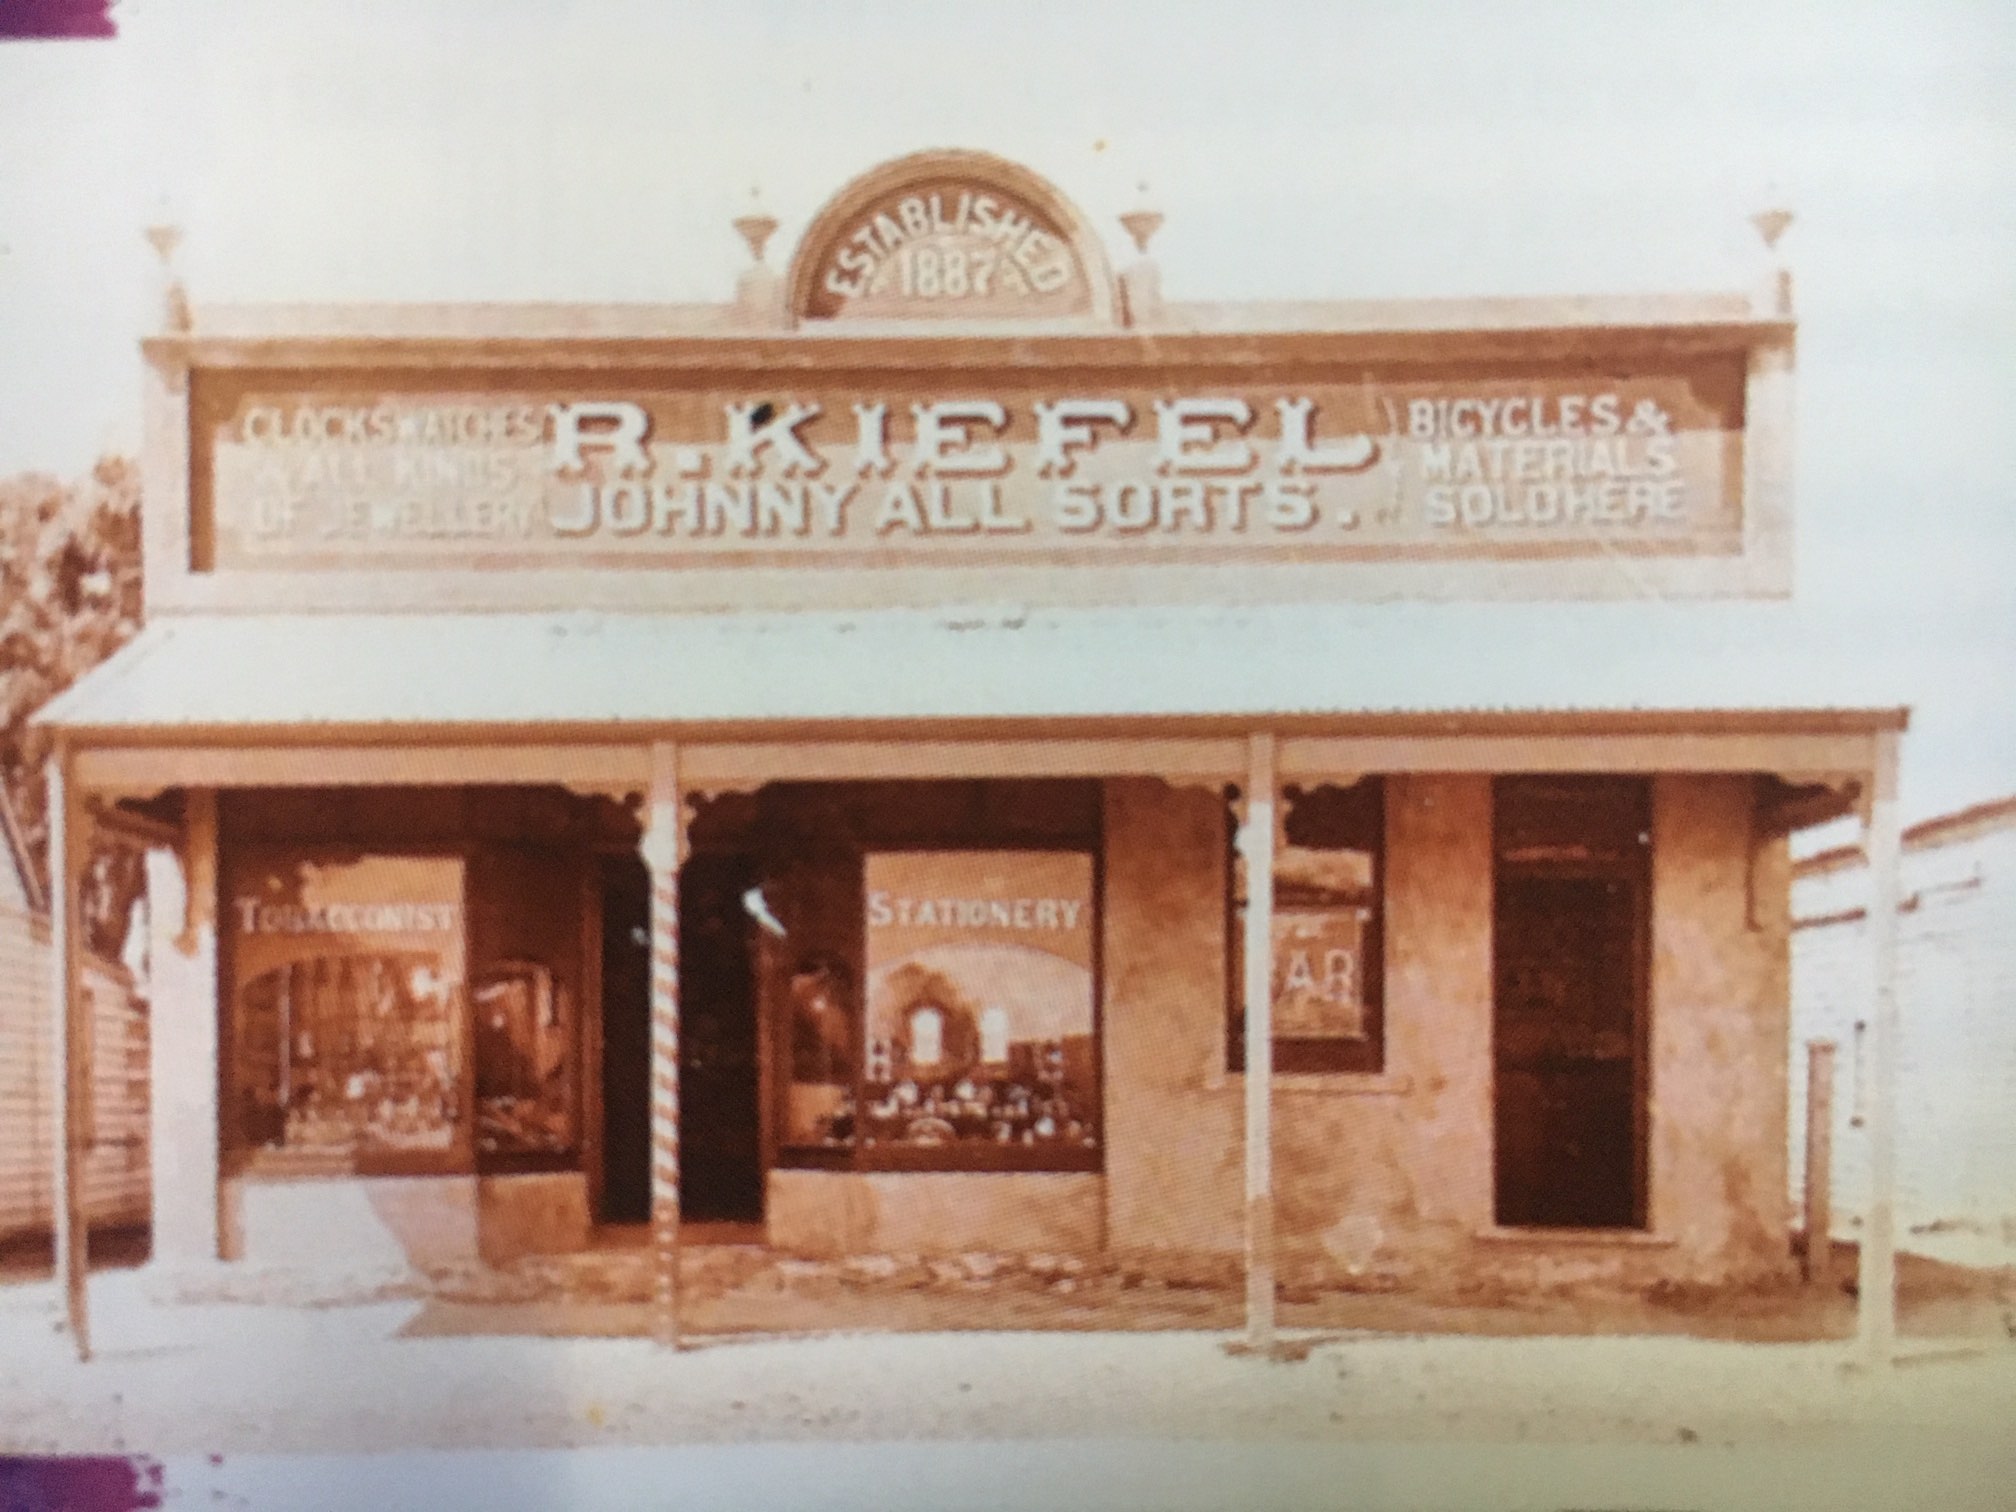 ESTABLISHED
1887
CLOCKS WATCHES
& ALL KINDS
OF JEWELLERY
R. KIEFEL
JOHNNY ALL SORTS.
BICYCLES &
MATERIALS
SOLD HERE
TOBACCONIST
STATIONERY